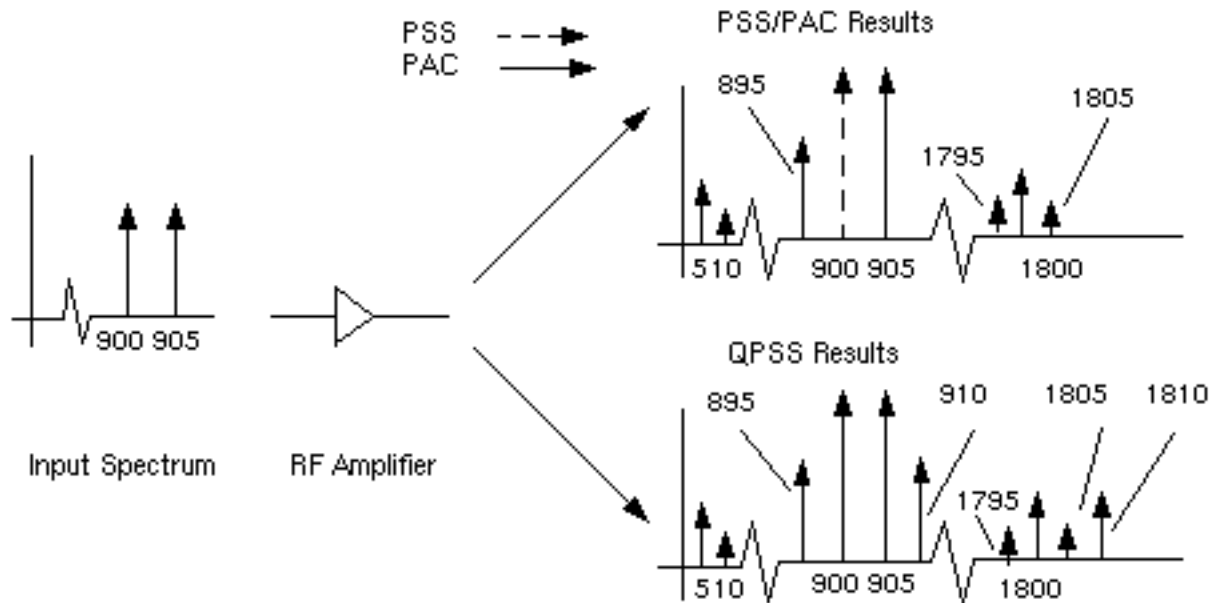 PSS
PAC
PSS/PAC Results
895
1805
1795
510
900 905
1800
900 905
Input Spectrum
RF Amplifier
QPSS Results
895
910
1805
1810
1795
510
900 905
1800